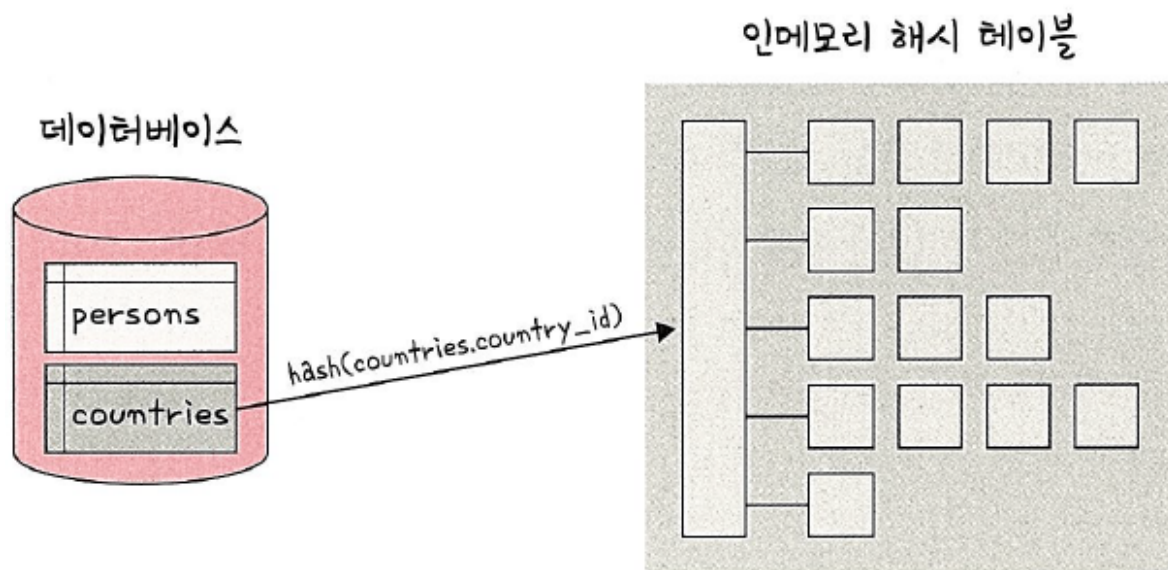 인메모리 해시 테이블
데이터베이스
persons
hash(countries.country_id)
countries